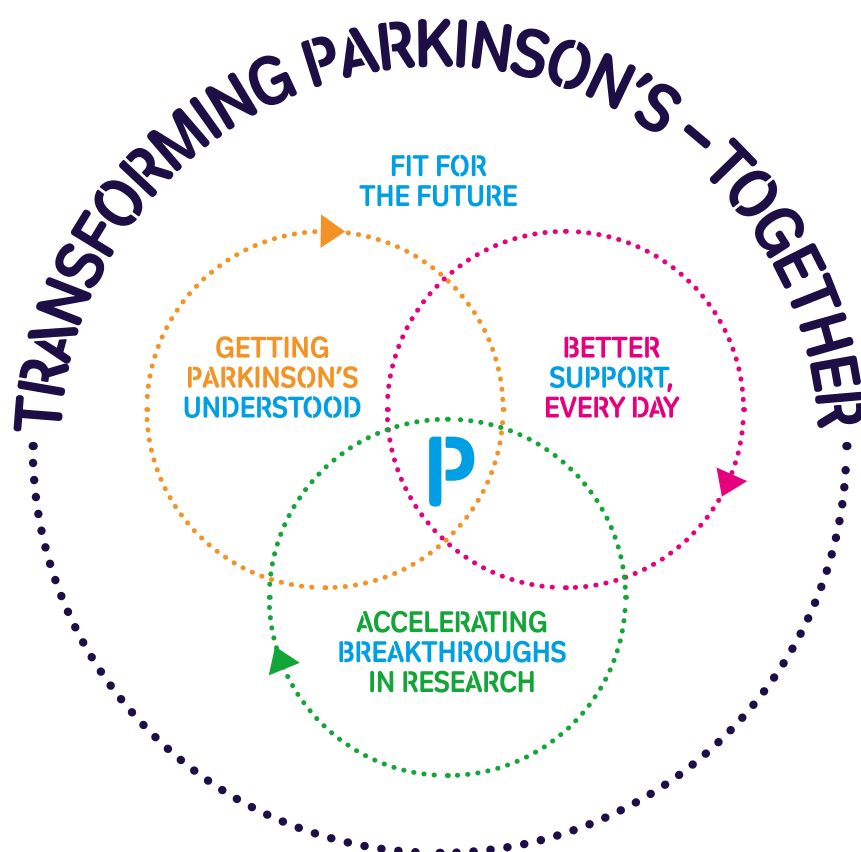 TRANSFORMING PARKINSON'S – TOGETHER
FIT FOR
THE FUTURE
GETTING
PARKINSON'S
UNDERSTOOD
BETTER
SUPPORT,
EVERY DAY
P
ACCELERATING
BREAKTHROUGHS
IN RESEARCH